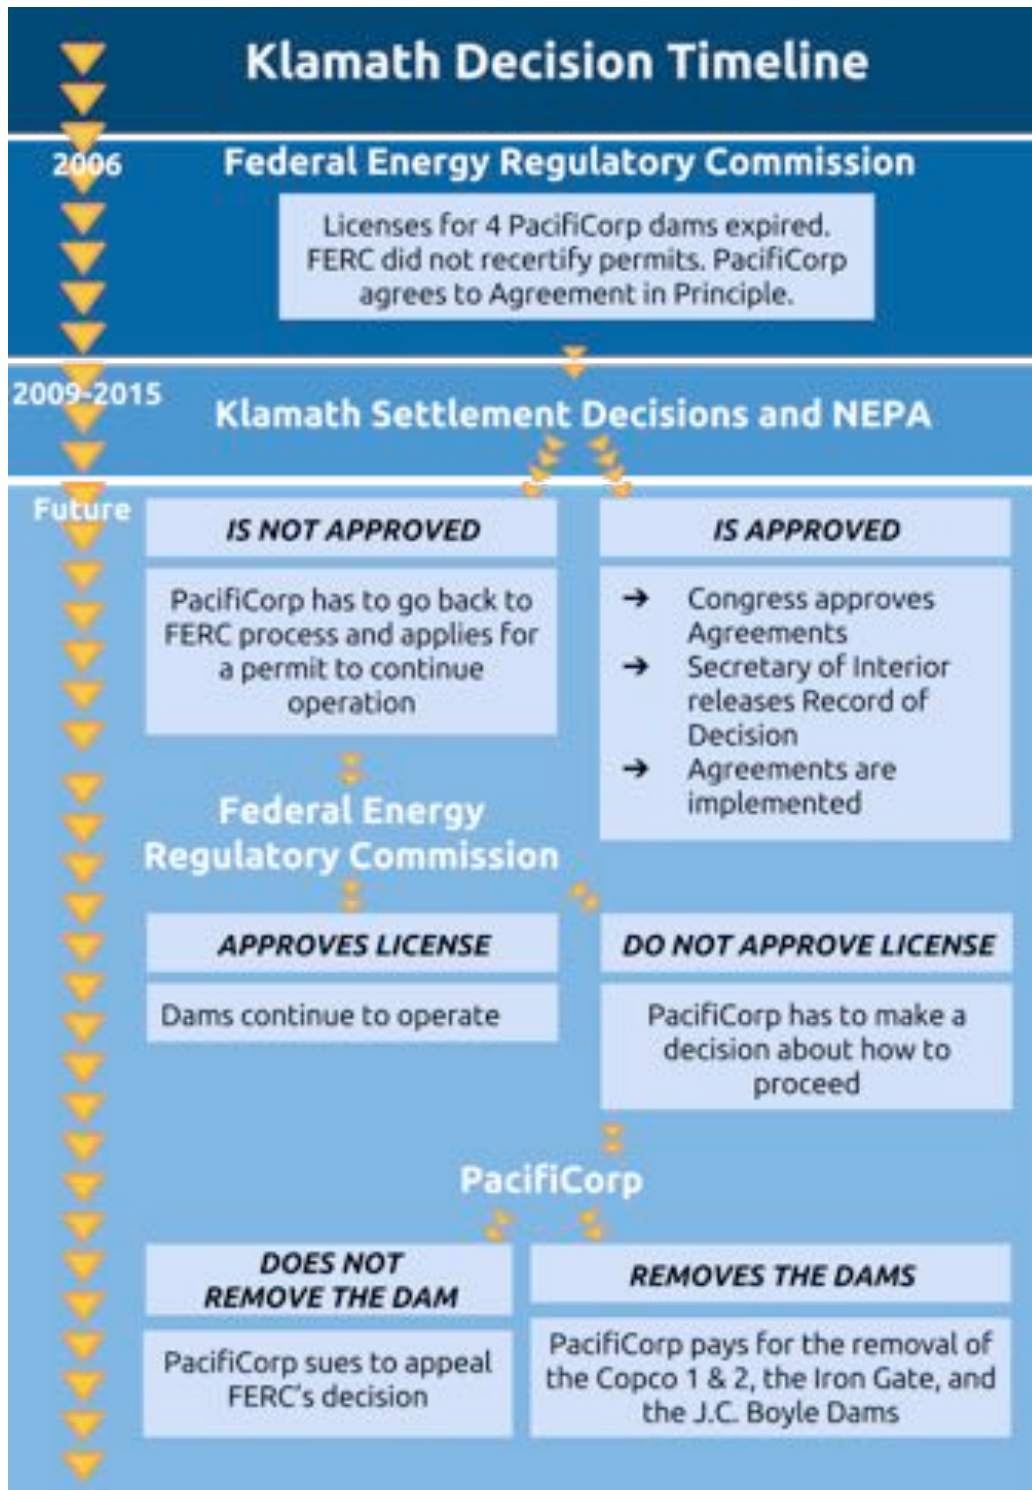 Klamath Decision Timeline
2006
Federal Energy Regulatory Commission
Licenses for 4 PacifiCorp dams expired.
FERC did not recertify permits. PacifiCorp
agrees to Agreement in Principle.
2009-2015
Klamath Settlement Decisions and NEPA
Future
IS NOT APPROVED
PacifiCorp has to go back to
FERC process and applies for
a permit to continue
operation
IS APPROVED
➔ Congress approves
Agreements
➔ Secretary of Interior
releases Record of
Decision
➔ Agreements are
implemented
Federal Energy
Regulatory Commission
APPROVES LICENSE
Dams continue to operate
DO NOT APPROVE LICENSE
PacifiCorp has to make a
decision about how to
proceed
PacifiCorp
DOES NOT
REMOVE THE DAM
PacifiCorp sues to appeal
FERC's decision
REMOVES THE DAMS
PacifiCorp pays for the removal of
the Copco 1 & 2, the Iron Gate, and
the J.C. Boyle Dams